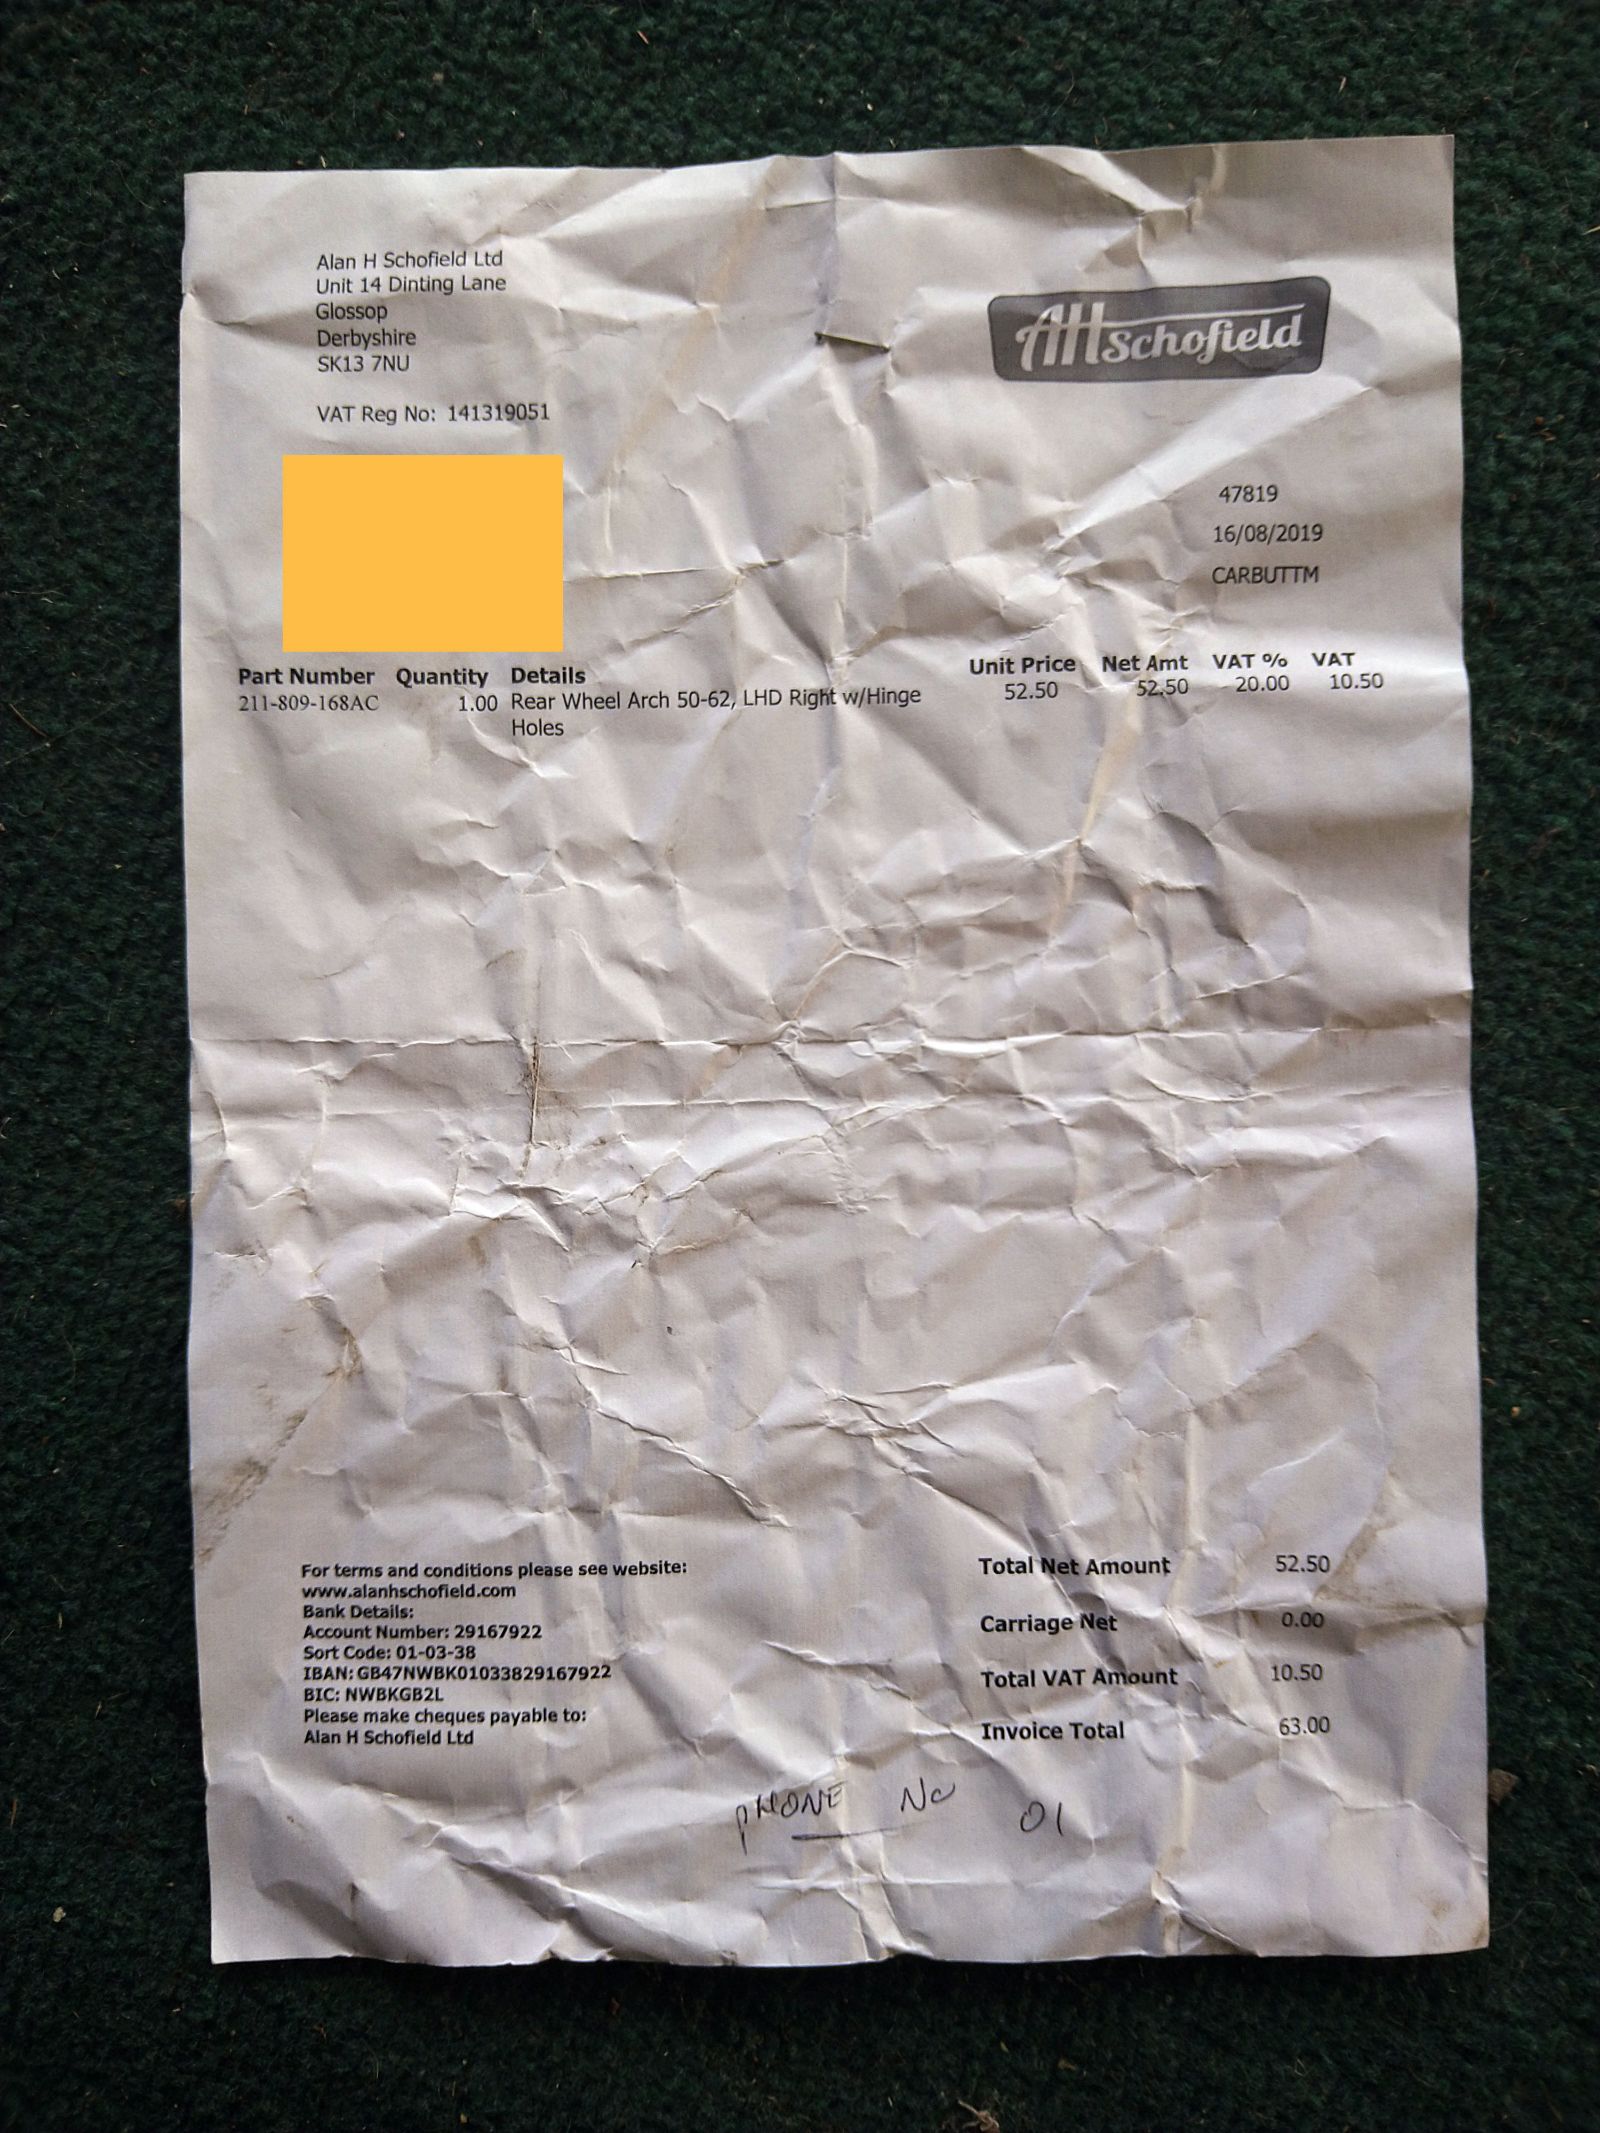 Alan H Schofield Ltd
Unit 14 Dinting Lane
Glossop
Derbyshire
SK13 7NU
AHSchofield
VAT Reg No: 141319051
47819
16/08/2019
CARBUTTM
Part Number Quantity Details Unit Price Net Amt VAT % VAT
211-809-168AC 1.00 Rear Wheel Arch 50-62, LHD Right w/Hinge 52.50 52.50 20.00 10.50
Holes
For terms and conditions please see website:
www.alanhschofield.com
Bank Details:
Account Number: 29167922
Sort Code: 01-03-38
IBAN: GB47NWBK01033829167922
BIC: NWBKGB2L
Please make cheques payable to:
Alan H Schofield Ltd
Total Net Amount 52.50
Carriage Net 0.00
Total VAT Amount 10.50
Invoice Total 63.00
PHONE No 01